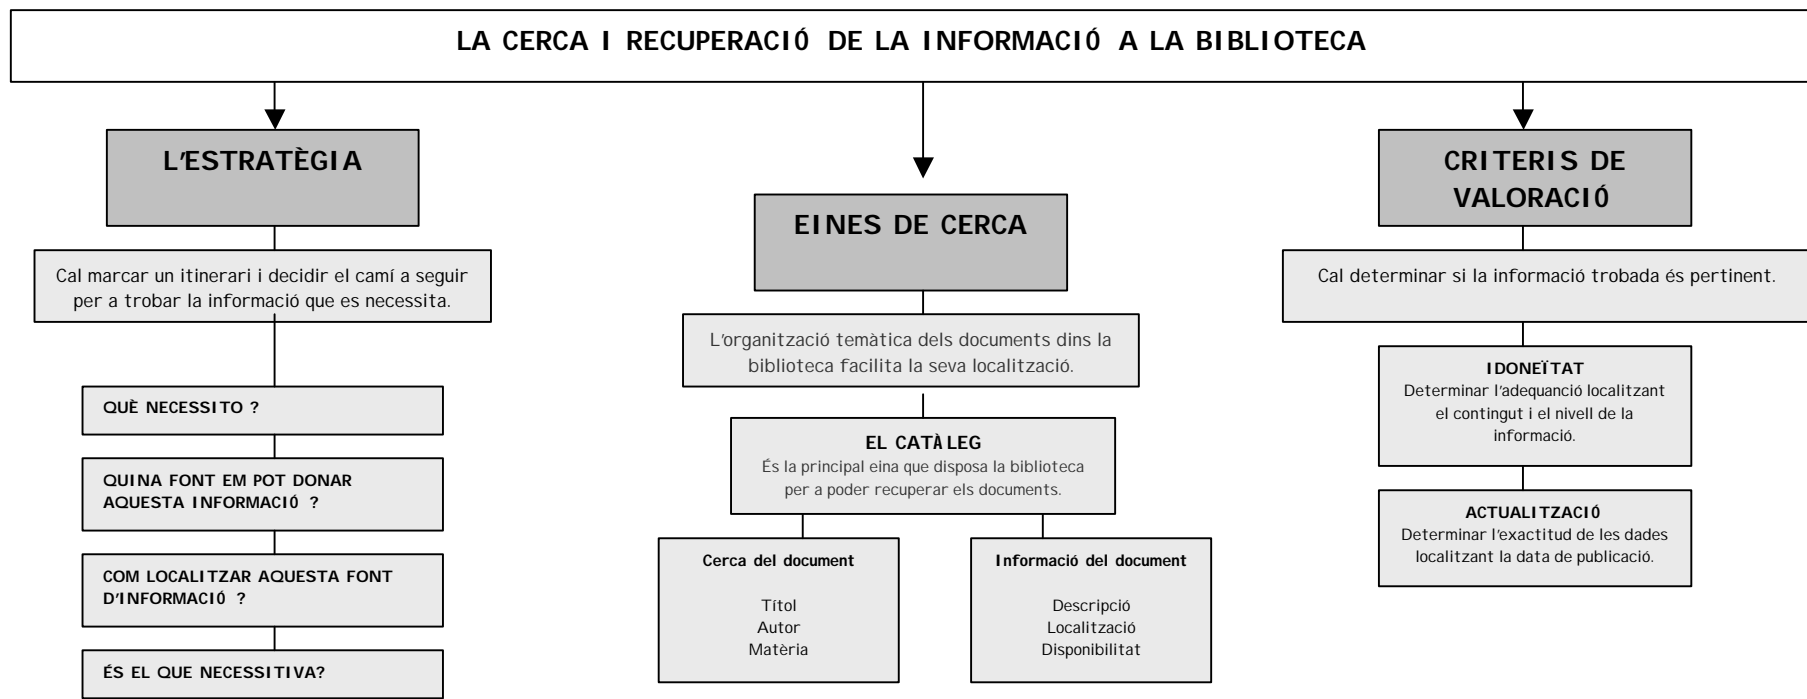 LA CERCA I RECUPERACIÓ DE LA INFORMACIÓ A LA BIBLIOTECA
L'ESTRATÈGIA
Cal marcar un itinerari i decidir el camí a seguir
per a trobar la informació que es necessita.
QUÈ NECESSITO ?
QUINA FONT EM POT DONAR
AQUESTA INFORMACIÓ ?
COM LOCALITZAR AQUESTA FONT
D'INFORMACIÓ ?
ÉS EL QUE NECESSITIVA?
EINES DE CERCA
L'organització temàtica dels documents dins la
biblioteca facilita la seva localització.
EL CATÀLEG
És la principal eina que disposa la biblioteca
per a poder recuperar els documents.
Cerca del document
Títol
Autor
Matèria
Informació del document
Descripció
Localització
Disponibilitat
CRITERIS DE
VALORACIÓ
Cal determinar si la informació trobada és pertinent.
IDONEÏTAT
Determinar l'adequanció localitzant
el contingut i el nivell de la
informació.
ACTUALITZACIÓ
Determinar l'exactitud de les dades
localitzant la data de publicació.